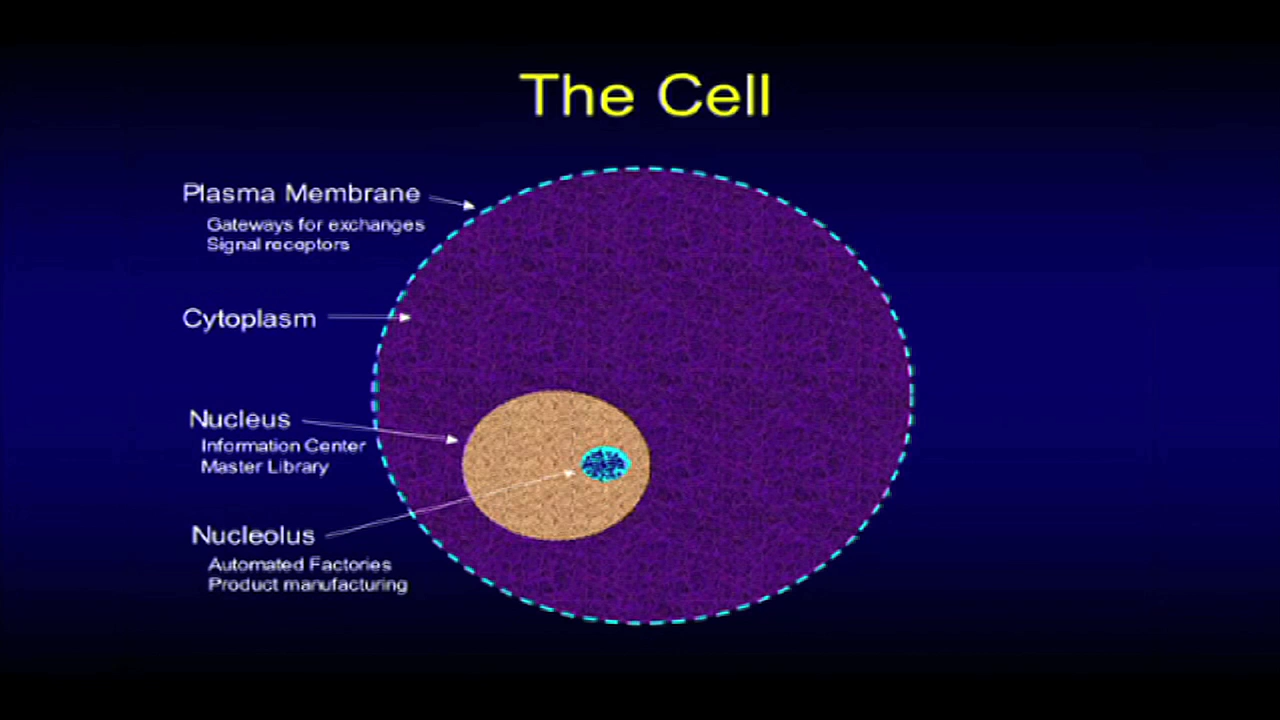 The Cell
Plasma Membrane
Gateways for exchanges
Signal receptors
Cytoplasm
Nucleus
Information Center
Master Library
Nucleolus
Automated Factories
Product manufacturing